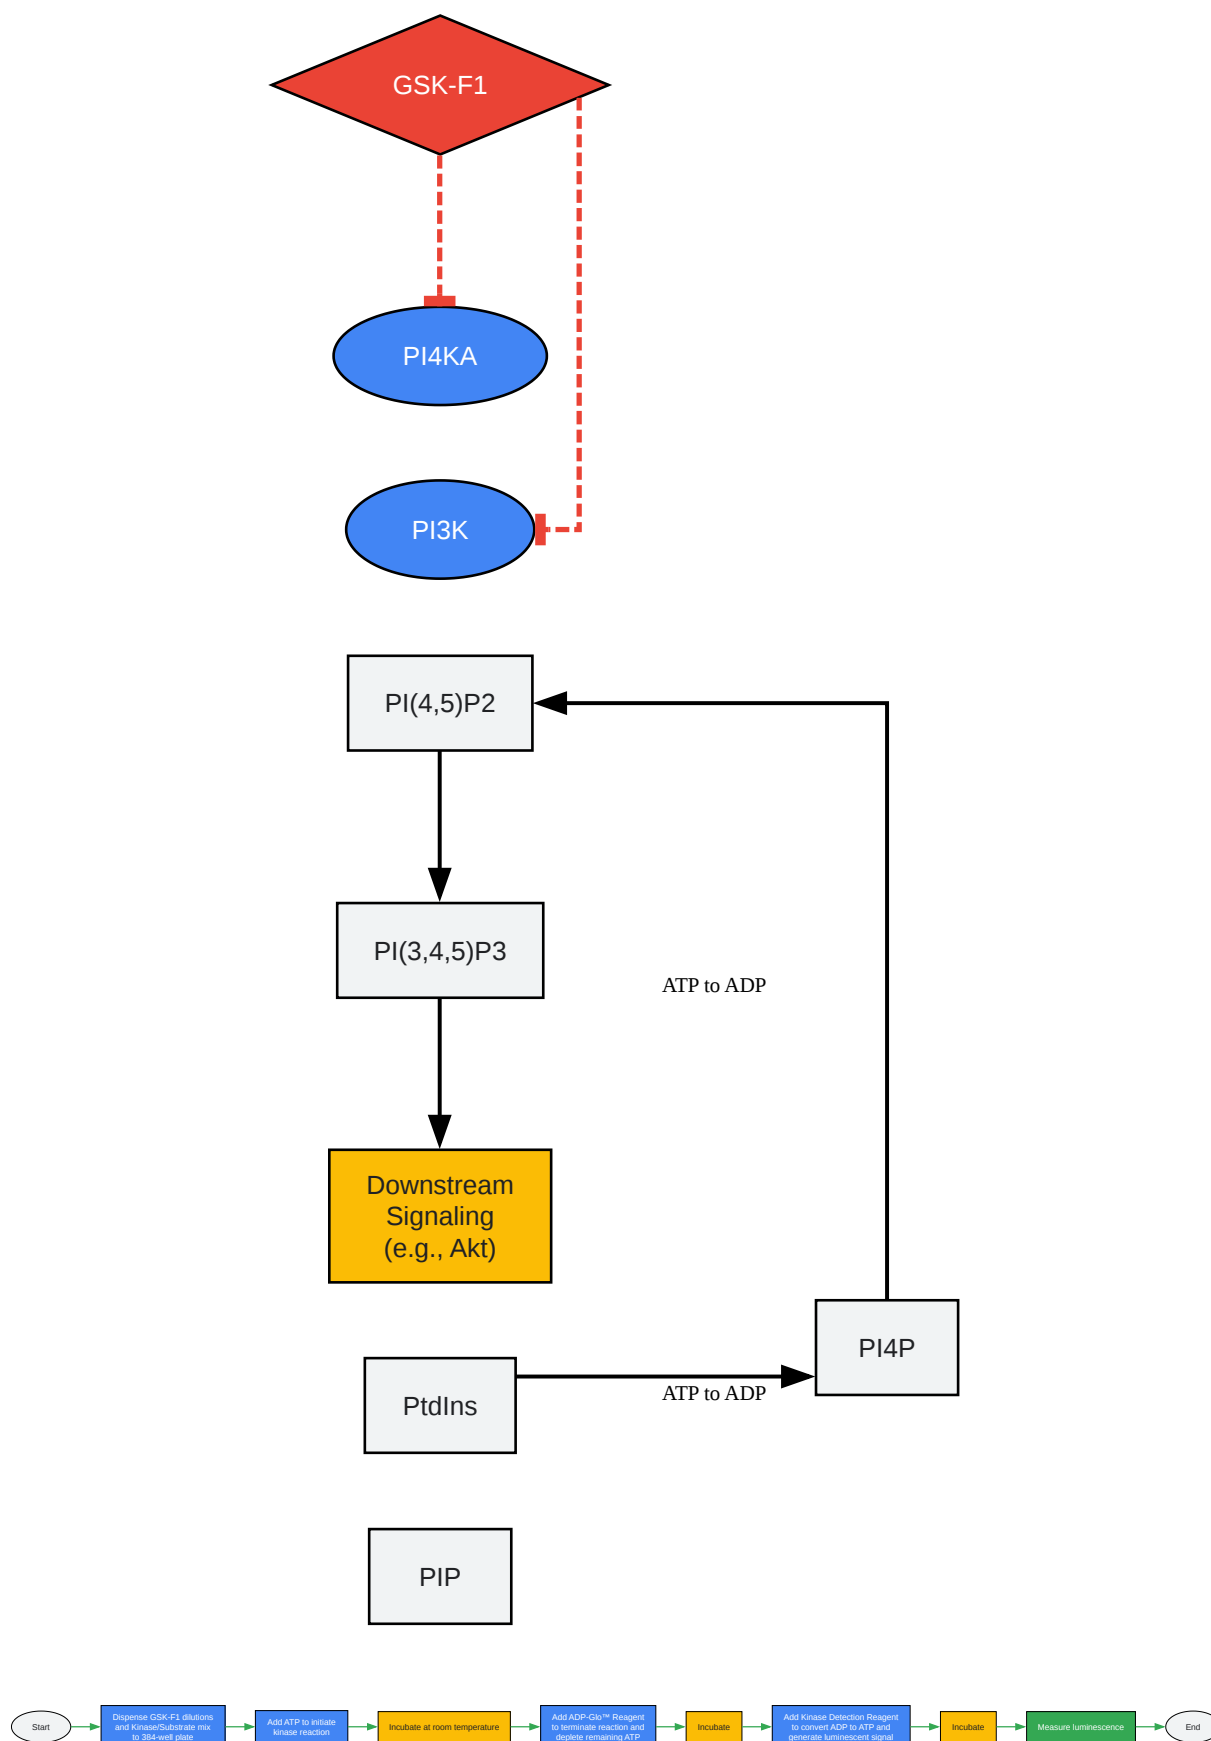 GSK-F1
PI4KA
PI3K
PI(4,5)P2
PI(3,4,5)P3
ATP to ADP
Downstream
Signaling
(e.g., Akt)
PI4P
PtdIns
ATP to ADP
PIP
Start
Dispense GSK-F1 dilutions
and Kinase/Substrate mix
to 384-well plate
Add ATP to initiate
kinase reaction
Incubate at room temperature
Add ADP-Glo™ Reagent
to terminate reaction and
deplete remaining ATP
Incubate
Add Kinase Detection Reagent
to convert ADP to ATP and
generate luminescent signal
Incubate
Measure luminescence
End